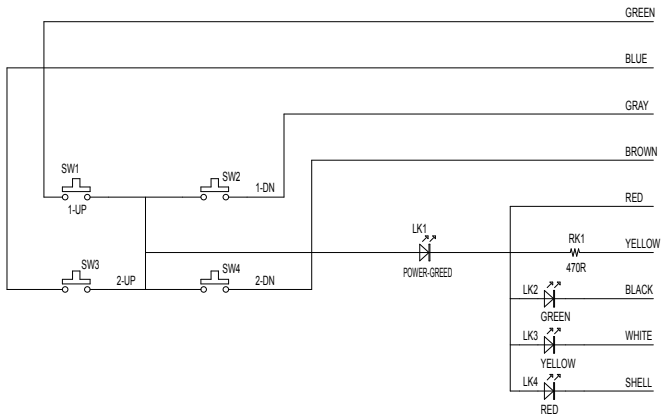 GREEN
BLUE
GRAY
BROWN
SW1
SW2
1-DN
1-UP
RED
LK1
RK1
YELLOW
POWER-GREED
470R
SW3
2-UP
SW4
2-DN
LK2
BLACK
GREEN
LK3
WHITE
YELLOW
LK4
SHELL
RED